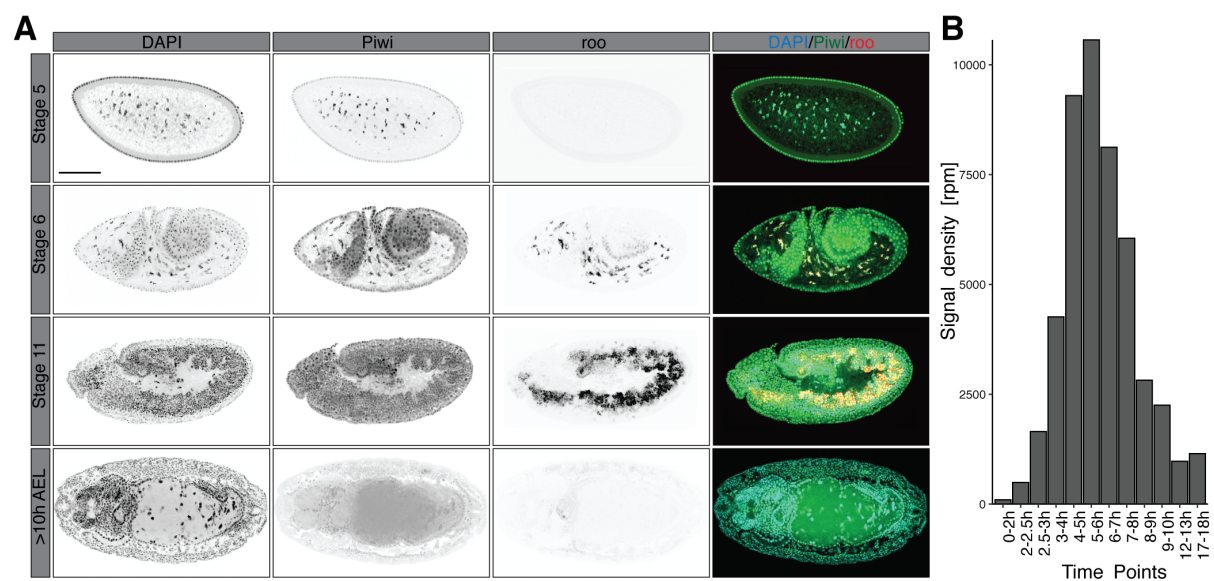 A
DAPI
Piwi
roo
DAPI/Piwi/roo
Stage 5
Stage 6
Stage 11
>10h AEL
B
Signal density [rpm]
10000
7500
5000
2500
0
0-2h
2-2.5h
2.5-3h
3-4h
4-5h
5-6h
6-7h
7-8h
8-9h
9-10h
12-13h
17-18h
Time Points